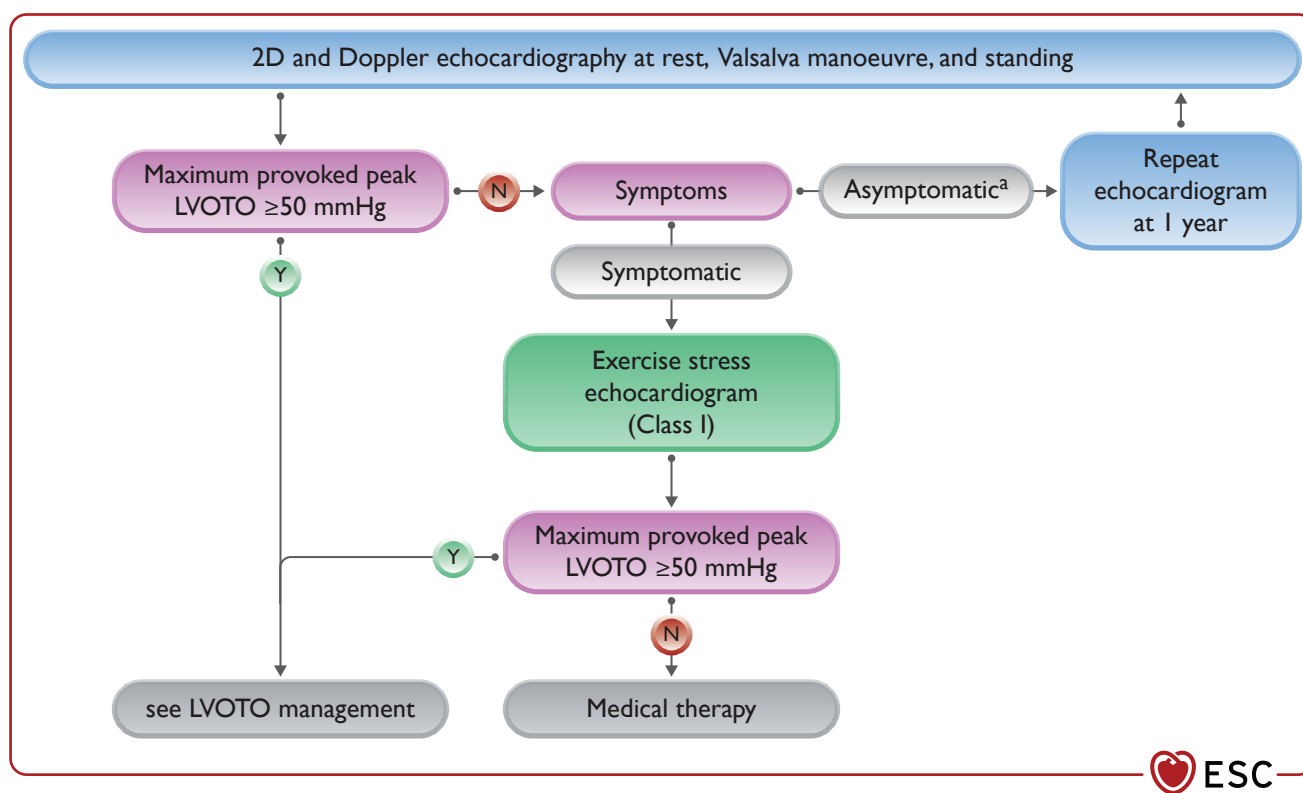 2D and Doppler echocardiography at rest, Valsalva manoeuvre, and standing
Maximum provoked peak
LVOTO ≥50 mmHg
N
Symptoms
Asymptomaticᵃ
Repeat
echocardiogram
at 1 year
Y
Symptomatic
Exercise stress
echocardiogram
(Class I)
Maximum provoked peak
LVOTO ≥50 mmHg
Y
N
see LVOTO management
Medical therapy
ESC